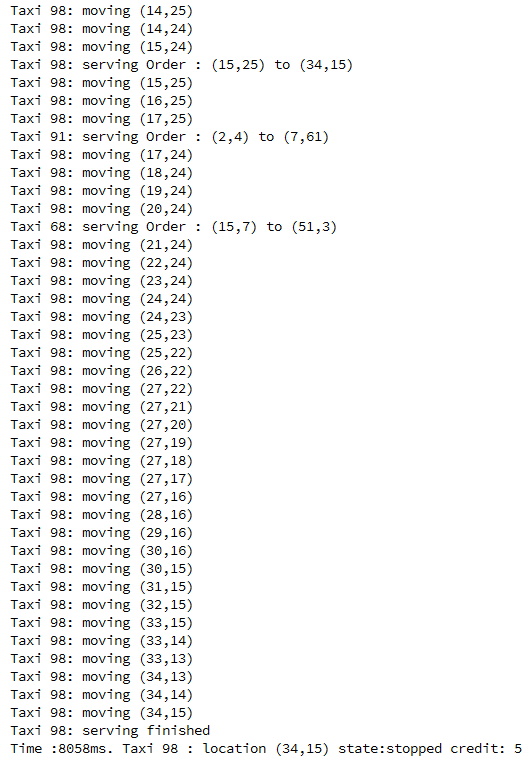 Taxi 98: moving (14,25)
Taxi 98: moving (14,24)
Taxi 98: moving (15,24)
Taxi 98: serving Order : (15,25) to (34,15)
Taxi 98: moving (15,25)
Taxi 98: moving (16,25)
Taxi 98: moving (17,25)
Taxi 91: serving Order : (2,4) to (7,61)
Taxi 98: moving (17,24)
Taxi 98: moving (18,24)
Taxi 98: moving (19,24)
Taxi 98: moving (20,24)
Taxi 68: serving Order : (15,7) to (51,3)
Taxi 98: moving (21,24)
Taxi 98: moving (22,24)
Taxi 98: moving (23,24)
Taxi 98: moving (24,24)
Taxi 98: moving (24,23)
Taxi 98: moving (25,23)
Taxi 98: moving (25,22)
Taxi 98: moving (26,22)
Taxi 98: moving (27,22)
Taxi 98: moving (27,21)
Taxi 98: moving (27,20)
Taxi 98: moving (27,19)
Taxi 98: moving (27,18)
Taxi 98: moving (27,17)
Taxi 98: moving (27,16)
Taxi 98: moving (28,16)
Taxi 98: moving (29,16)
Taxi 98: moving (30,16)
Taxi 98: moving (30,15)
Taxi 98: moving (31,15)
Taxi 98: moving (32,15)
Taxi 98: moving (33,15)
Taxi 98: moving (33,14)
Taxi 98: moving (33,13)
Taxi 98: moving (34,13)
Taxi 98: moving (34,14)
Taxi 98: moving (34,15)
Taxi 98: serving finished
Time :8058ms. Taxi 98 : location (34,15) state:stopped credit: 5